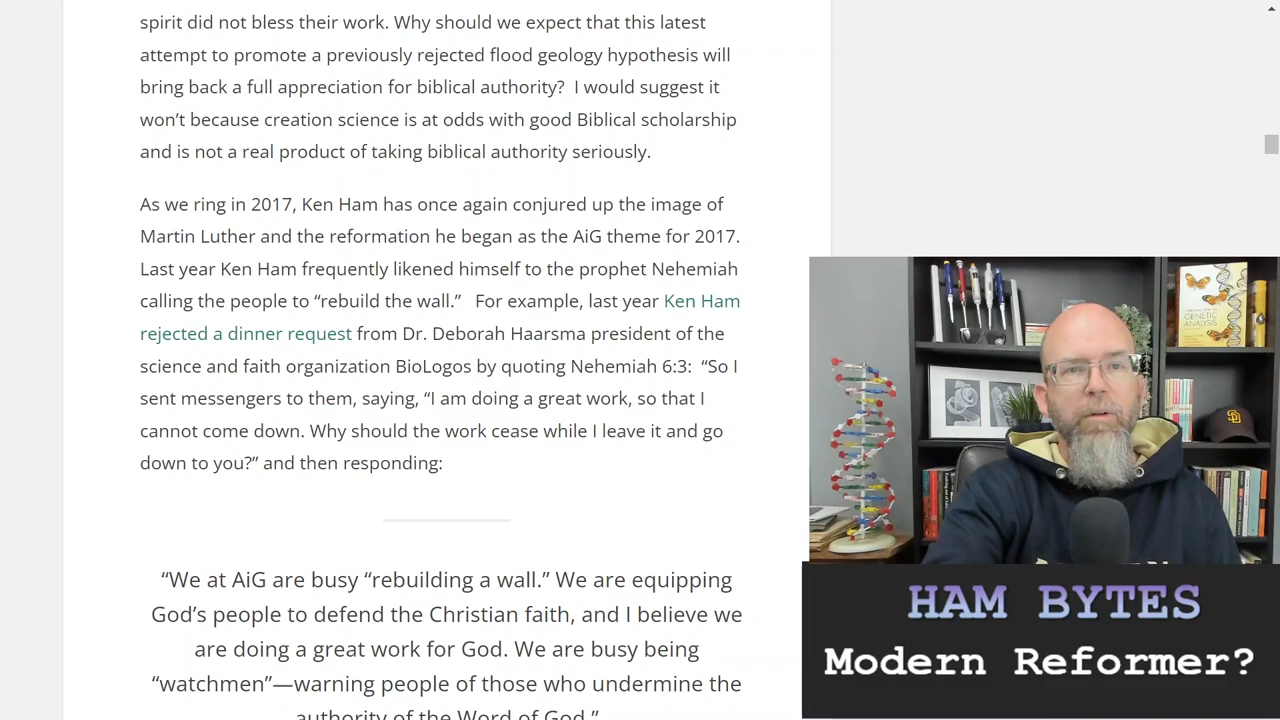 spirit did not bless their work. Why should we expect that this latest
attempt to promote a previously rejected flood geology hypothesis will
bring back a full appreciation for biblical authority?  I would suggest it
won’t because creation science is at odds with good Biblical scholarship
and is not a real product of taking biblical authority seriously.
As we ring in 2017, Ken Ham has once again conjured up the image of
Martin Luther and the reformation he began as the AiG theme for 2017.
Last year Ken Ham frequently likened himself to the prophet Nehemiah
calling the people to “rebuild the wall.”   For example, last year Ken Ham
rejected a dinner request from Dr. Deborah Haarsma president of the
science and faith organization BioLogos by quoting Nehemiah 6:3:  “So I
sent messengers to them, saying, “I am doing a great work, so that I
cannot come down. Why should the work cease while I leave it and go
down to you?” and then responding:
“We at AiG are busy “rebuilding a wall.” We are equipping
God’s people to defend the Christian faith, and I believe we
are doing a great work for God. We are busy being
“watchmen”—warning people of those who undermine the
authority of the Word of God.”
GENETIC
ANALYSIS
SD
HAM BYTES
Modern Reformer?